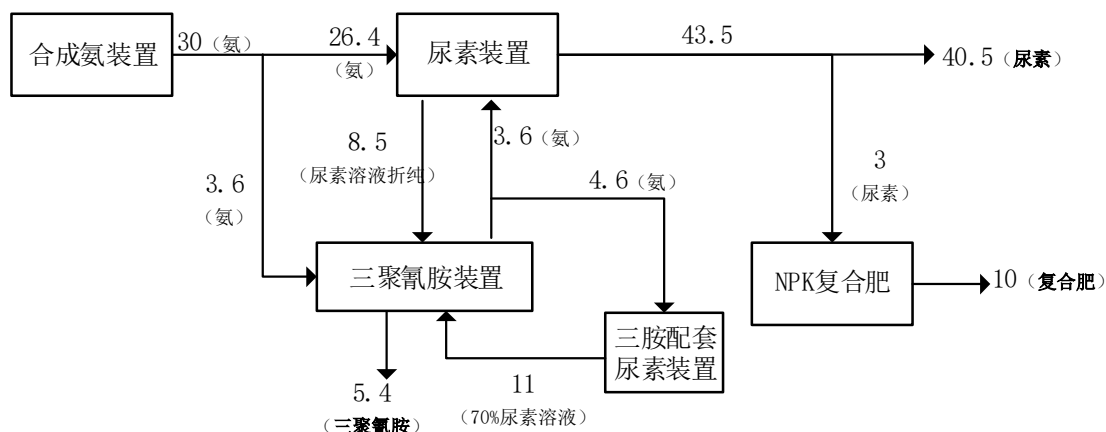 合成氨装置
30（氨）
26.4
（氨）
尿素装置
43.5
40.5（尿素）
8.5
（尿素溶液折纯）
3.6（氨）
4.6（氨）
3
（尿素）
3.6
（氨）
三聚氰胺装置
NPK复合肥
10（复合肥）
三胺配套
尿素装置
11
（70%尿素溶液）
5.4
（三聚氰胺）